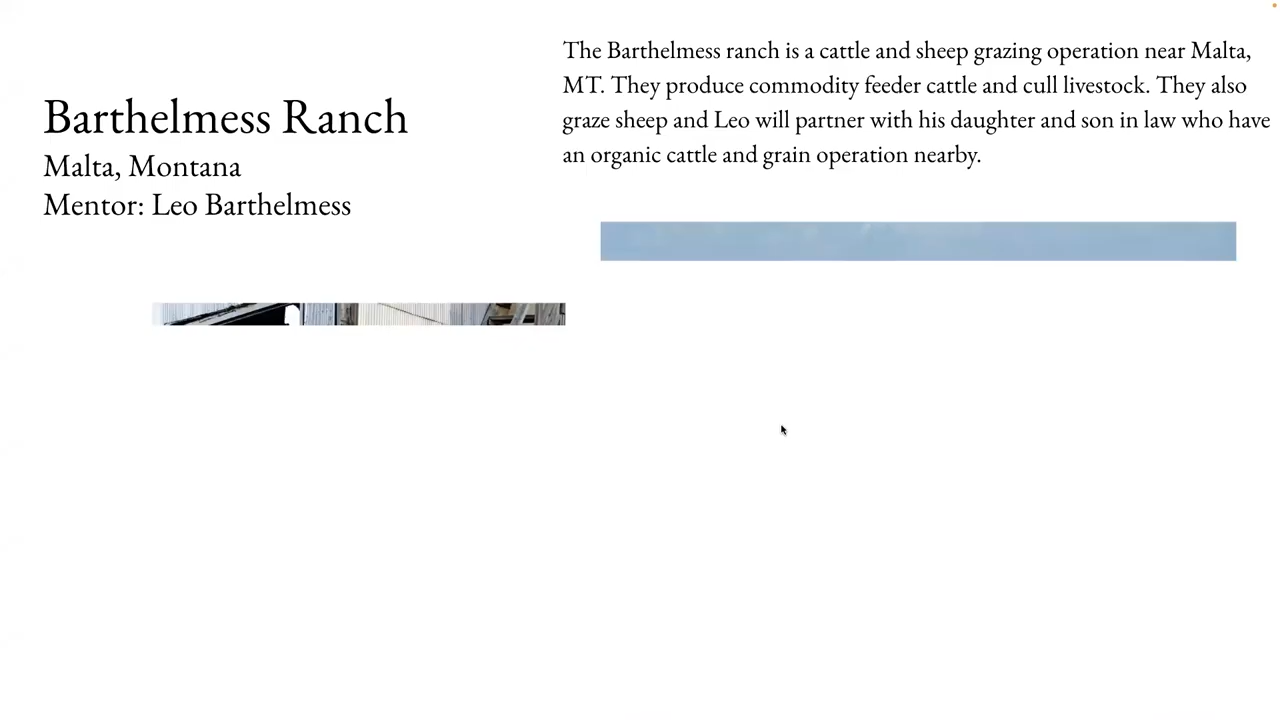 Barthelmess Ranch
Malta, Montana
Mentor: Leo Barthelmess
The Barthelmess ranch is a cattle and sheep grazing operation near Malta,
MT. They produce commodity feeder cattle and cull livestock. They also
graze sheep and Leo will partner with his daughter and son in law who have
an organic cattle and grain operation nearby.